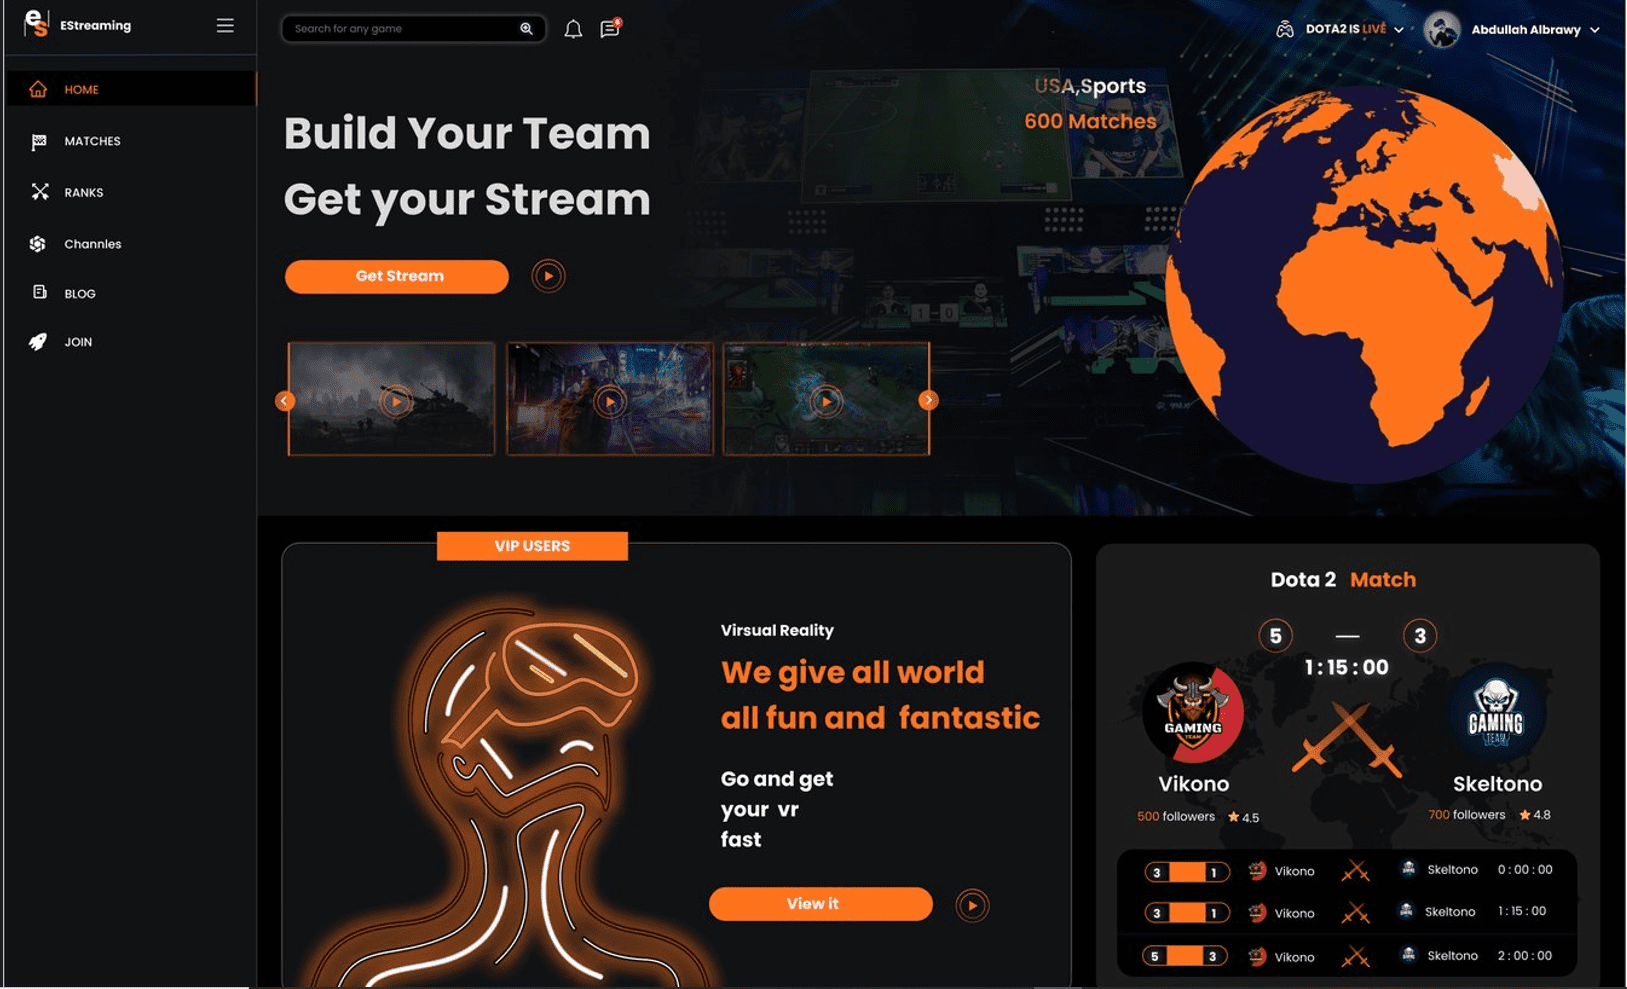 es
EStreaming
Search for any game
6
DOTA2 IS LIVE
Abdullah Albrawy
HOME
MATCHES
RANKS
Channles
BLOG
JOIN
USA,Sports
600 Matches
Build Your Team
Get your Stream
Get Stream
1 - 0
VIP USERS
Virsual Reality
We give all world
all fun and fantastic
Go and get
your vr
fast
View it
Dota 2 Match
5 — 3
1:15:00
GAMING
TEAM
GAMING
TEAM
Vikono
Skeltono
500 followers 4.5
700 followers 4.8
3 1 Vikono Skeltono 0:00:00
3 1 Vikono Skeltono 1:15:00
5 3 Vikono Skeltono 2:00:00